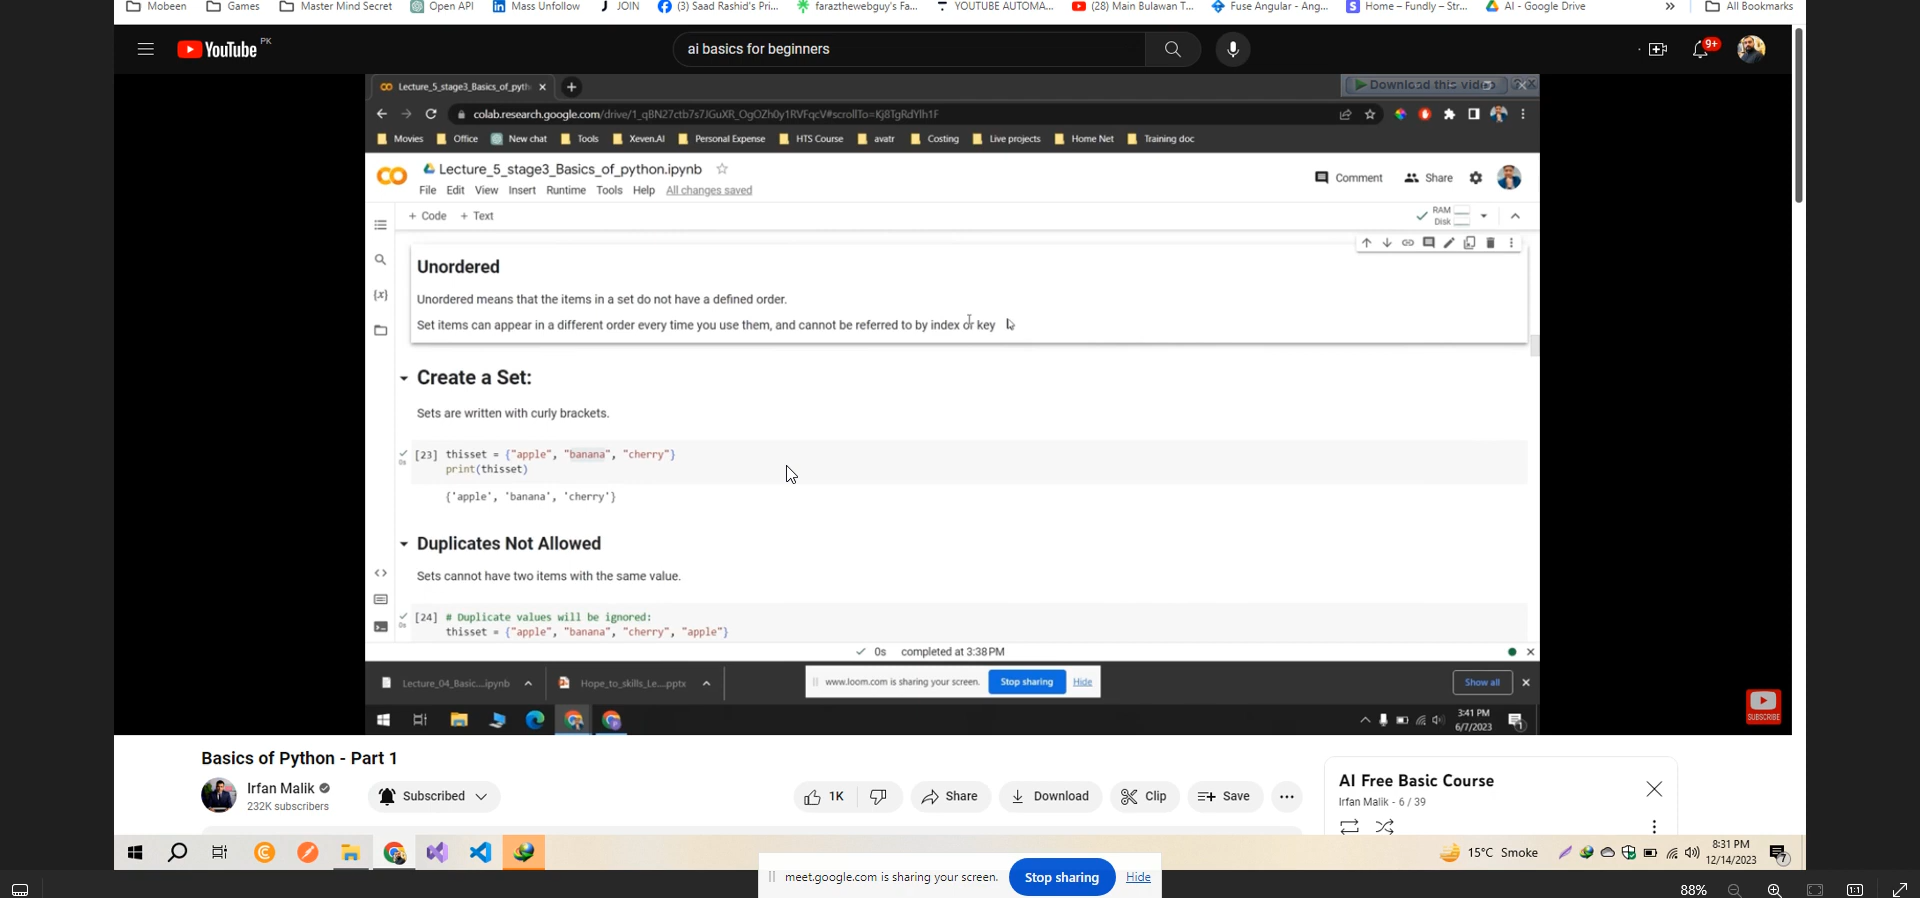 Mobeen
Games
Master Mind Secret
Open API
Mass Unfollow
JOIN
(3) Saad Rashid's Pri...
farazthewebguy's Fa...
YOUTUBE AUTOMA...
(28) Main Bulawan T...
Fuse Angular - Ang...
Home – Fundly – Str...
AI - Google Drive
»
All Bookmarks
YouTube PK
ai basics for beginners
9+
Lecture_5_stage3_Basics_of_pyth
Download this video
colab.research.google.com/drive/1_qBN27ctb7s7JGuXR_OgOZh0y1RVFqcV#scrollTo=Kj8TgRdYlh1F
Movies
Office
New chat
Tools
Xeven.AI
Personal Expense
HTS Course
avatr
Costing
Live projects
Home Net
Training doc
CO
Lecture_5_stage3_Basics_of_python.ipynb
File Edit View Insert Runtime Tools Help All changes saved
Comment
Share
+ Code + Text
RAM
Disk
Unordered
Unordered means that the items in a set do not have a defined order.
Set items can appear in a different order every time you use them, and cannot be referred to by index or key
Create a Set:
Sets are written with curly brackets.
[23] thisset = {"apple", "banana", "cherry"}
0s
print(thisset)
{'apple', 'banana', 'cherry'}
Duplicates Not Allowed
Sets cannot have two items with the same value.
[24] # Duplicate values will be ignored:
0s
thisset = {"apple", "banana", "cherry", "apple"}
0s completed at 3:38 PM
Lecture_04_Basic....ipynb
Hope_to_skills_Le....pptx
www.loom.com is sharing your screen.
Stop sharing
Hide
Show all
3:41 PM
6/7/2023
1
SUBSCRIBE
Basics of Python - Part 1
Irfan Malik
232K subscribers
Subscribed
1K
Share
Download
Clip
Save
AI Free Basic Course
Irfan Malik - 6 / 39
15°C Smoke
8:31 PM
12/14/2023
7
meet.google.com is sharing your screen.
Stop sharing
Hide
88%
1:1